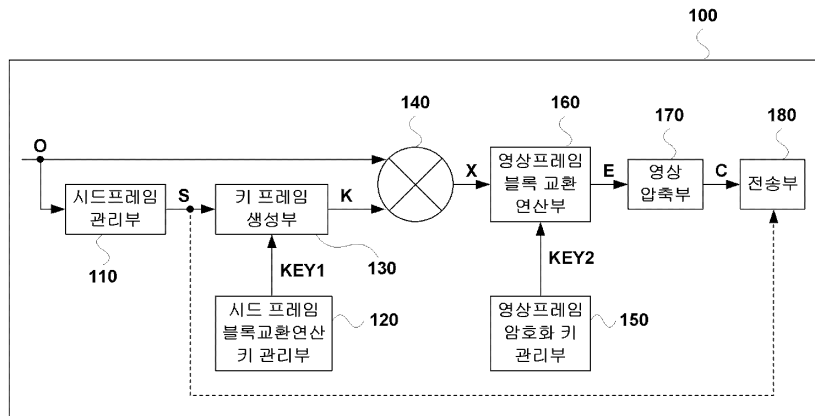 100
140
160
170
180
O
X
영상프레임
블록 교환
연산부
E
영상
압축부
C
전송부
시드프레임
관리부
S
키 프레임
생성부
K
110
130
KEY1
KEY2
시드 프레임
블록교환연산
키 관리부
120
영상프레임
암호화 키
관리부
150